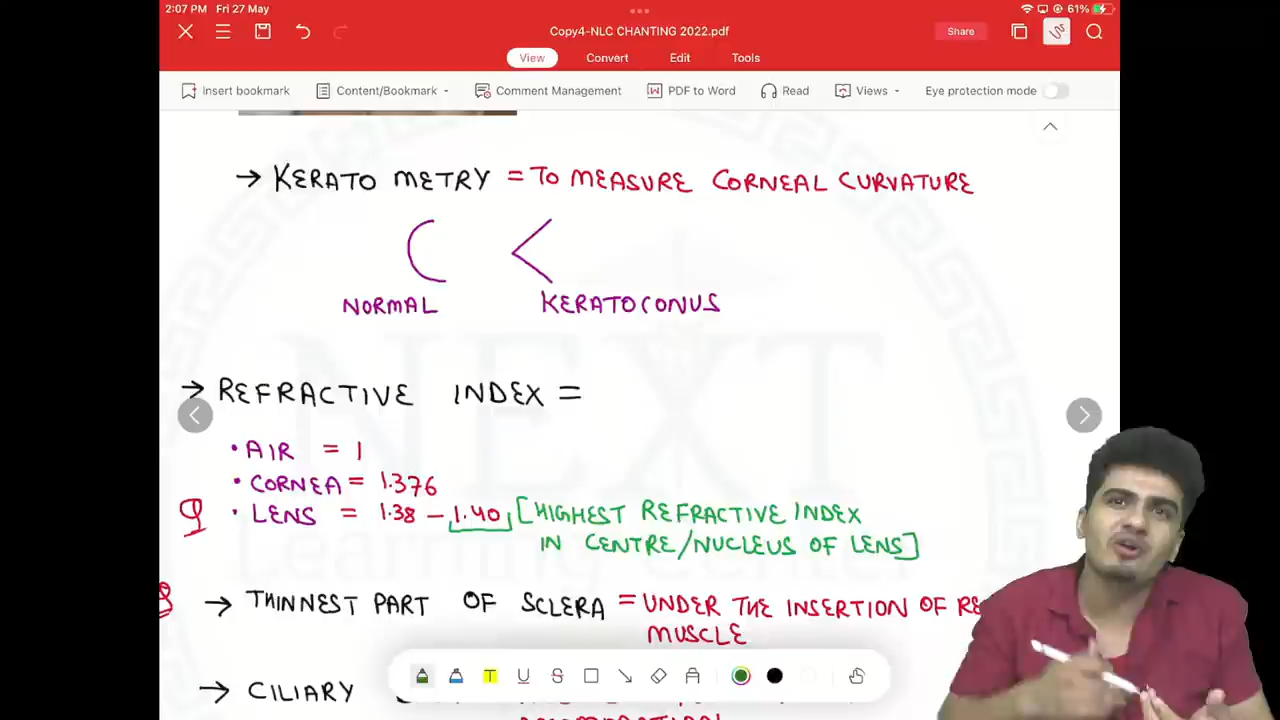 2:07 PM Fri 27 May
61%
Copy4-NLC CHANTING 2022.pdf
Share
View Convert Edit Tools
Insert bookmark Content/Bookmark Comment Management PDF to Word Read Views Eye protection mode
→ KERATO METRY = TO MEASURE CORNEAL CURVATURE
NORMAL KERATOCONUS
→ REFRACTIVE INDEX =
• AIR = 1
• CORNEA = 1.376
• LENS = 1.38 – 1.40 [HIGHEST REFRACTIVE INDEX
IN CENTRE/NUCLEUS OF LENS]
→ THINNEST PART OF SCLERA = UNDER THE INSERTION OF
MUSCLE
→ CILIARY
NEXT
Learning Center